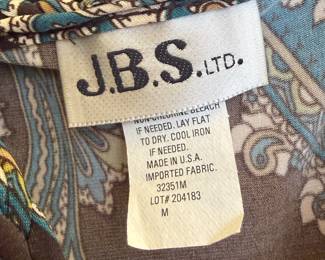 J.B.S. LTD.
NON-CHLORINE BLEACH
IF NEEDED. LAY FLAT
TO DRY. COOL IRON
IF NEEDED.
MADE IN U.S.A.
IMPORTED FABRIC.
32351M
LOT# 204183
M